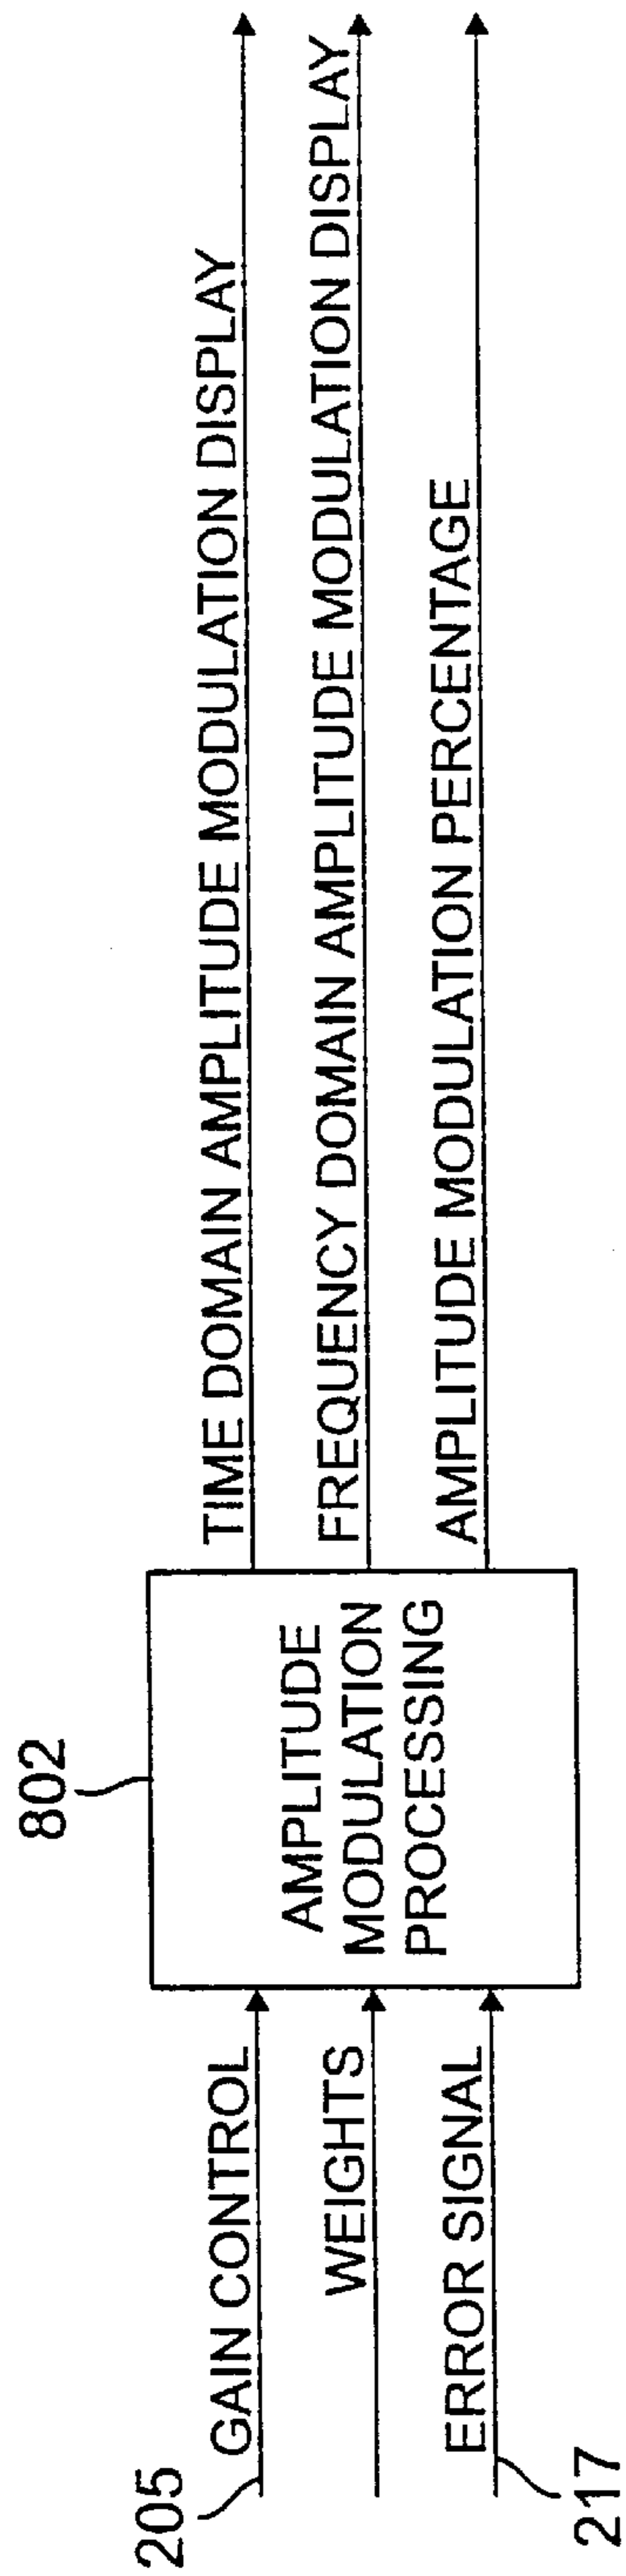 205
GAIN CONTROL
WEIGHTS
ERROR SIGNAL
217
802
AMPLITUDE
MODULATION
PROCESSING
TIME DOMAIN AMPLITUDE MODULATION DISPLAY
FREQUENCY DOMAIN AMPLITUDE MODULATION DISPLAY
AMPLITUDE MODULATION PERCENTAGE